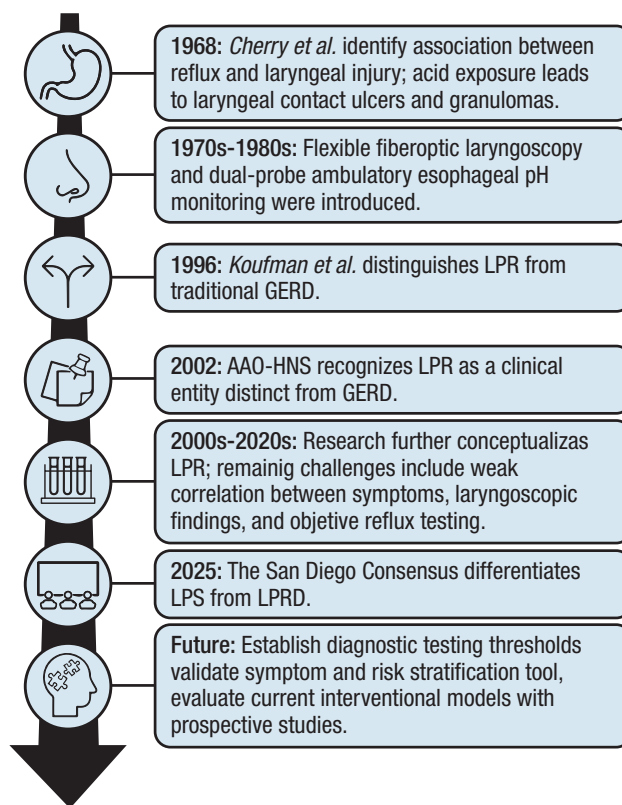 1968: Cherry et al. identify association between
reflux and laryngeal injury; acid exposure leads
to laryngeal contact ulcers and granulomas.
1970s-1980s: Flexible fiberoptic laryngoscopy
and dual-probe ambulatory esophageal pH
monitoring were introduced.
1996: Koufman et al. distinguishes LPR from
traditional GERD.
2002: AAO-HNS recognizes LPR as a clinical
entity distinct from GERD.
2000s-2020s: Research further conceptualizas
LPR; remainig challenges include weak
correlation between symptoms, laryngoscopic
findings, and objetive reflux testing.
2025: The San Diego Consensus differentiates
LPS from LPRD.
Future: Establish diagnostic testing thresholds
validate symptom and risk stratification tool,
evaluate current interventional models with
prospective studies.